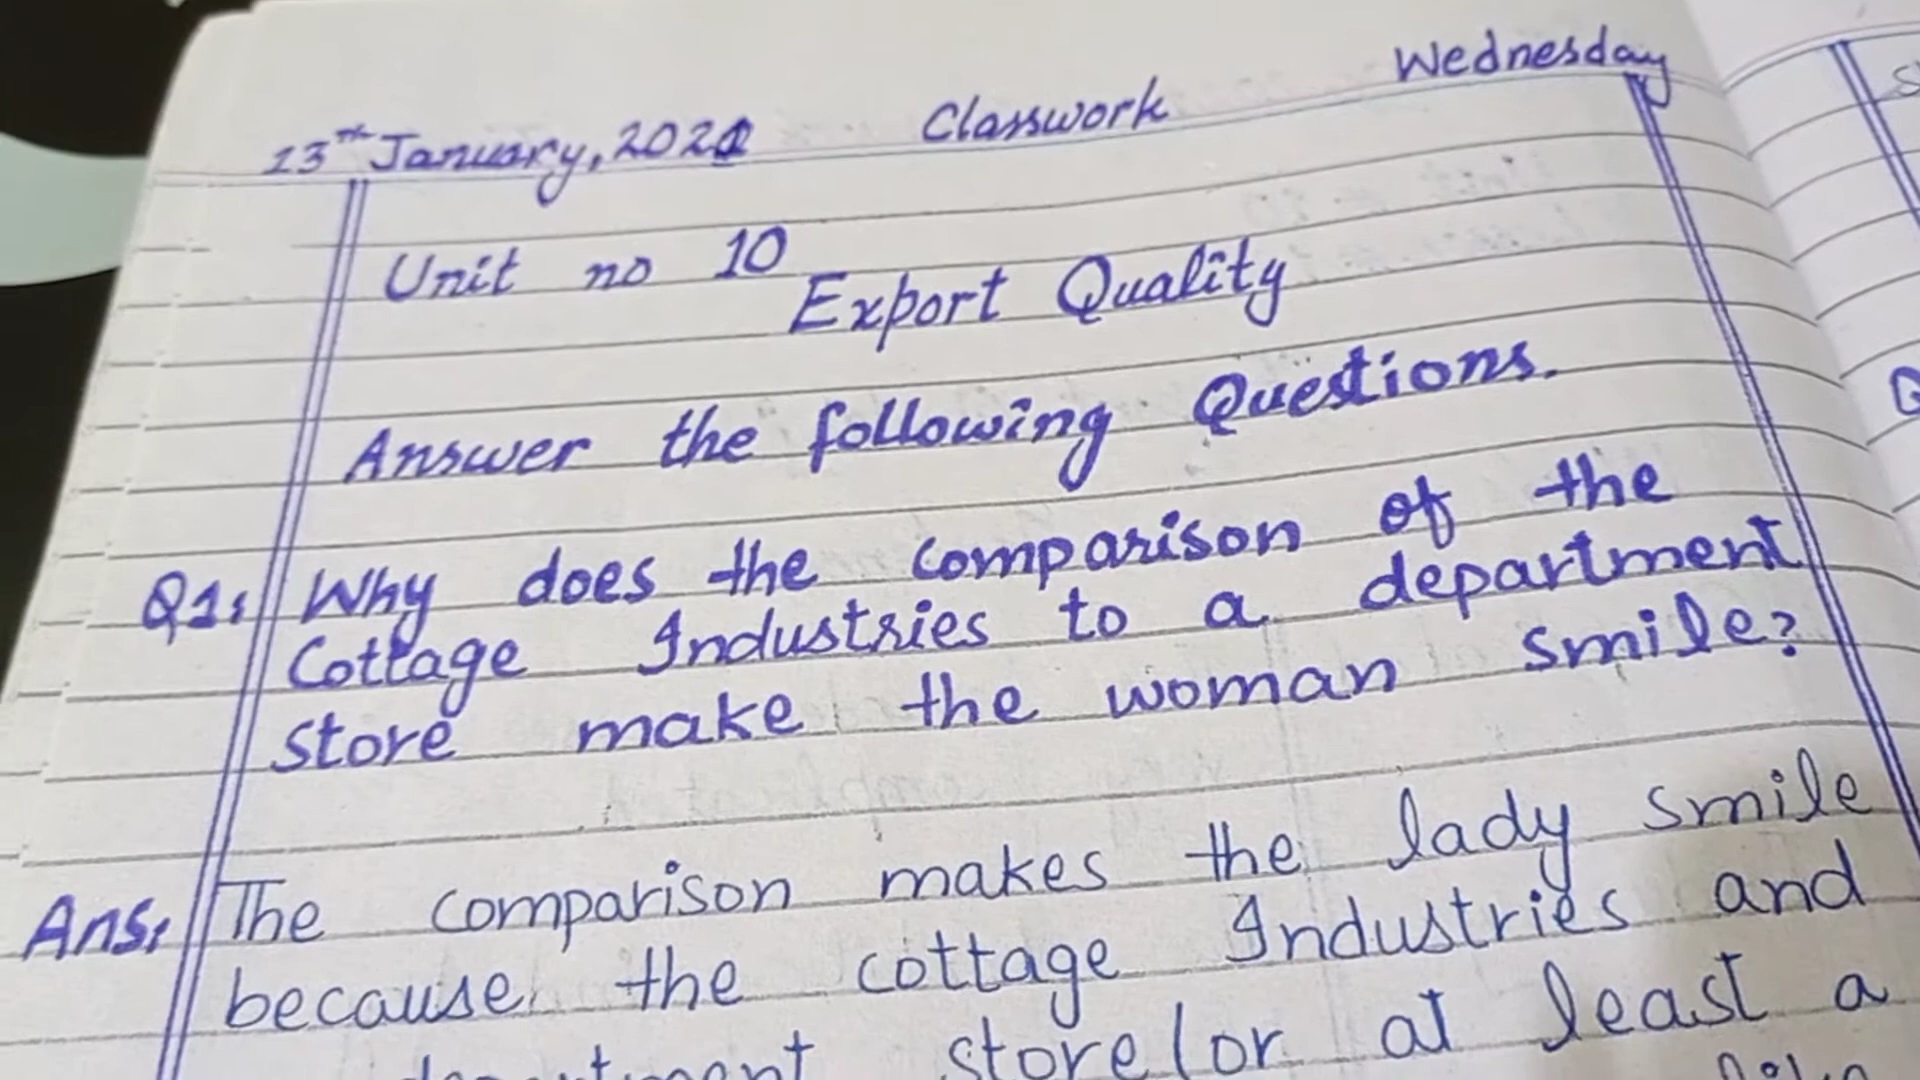 13th January, 2021 Classwork Wednesday
Unit no 10
Export Quality
Answer the following Questions.
Q1: Why does the comparison of the
Cottage Industries to a department
store make the woman smile?
Ans: The comparison makes the lady smile
because the cottage Industries and
department store (or at least a